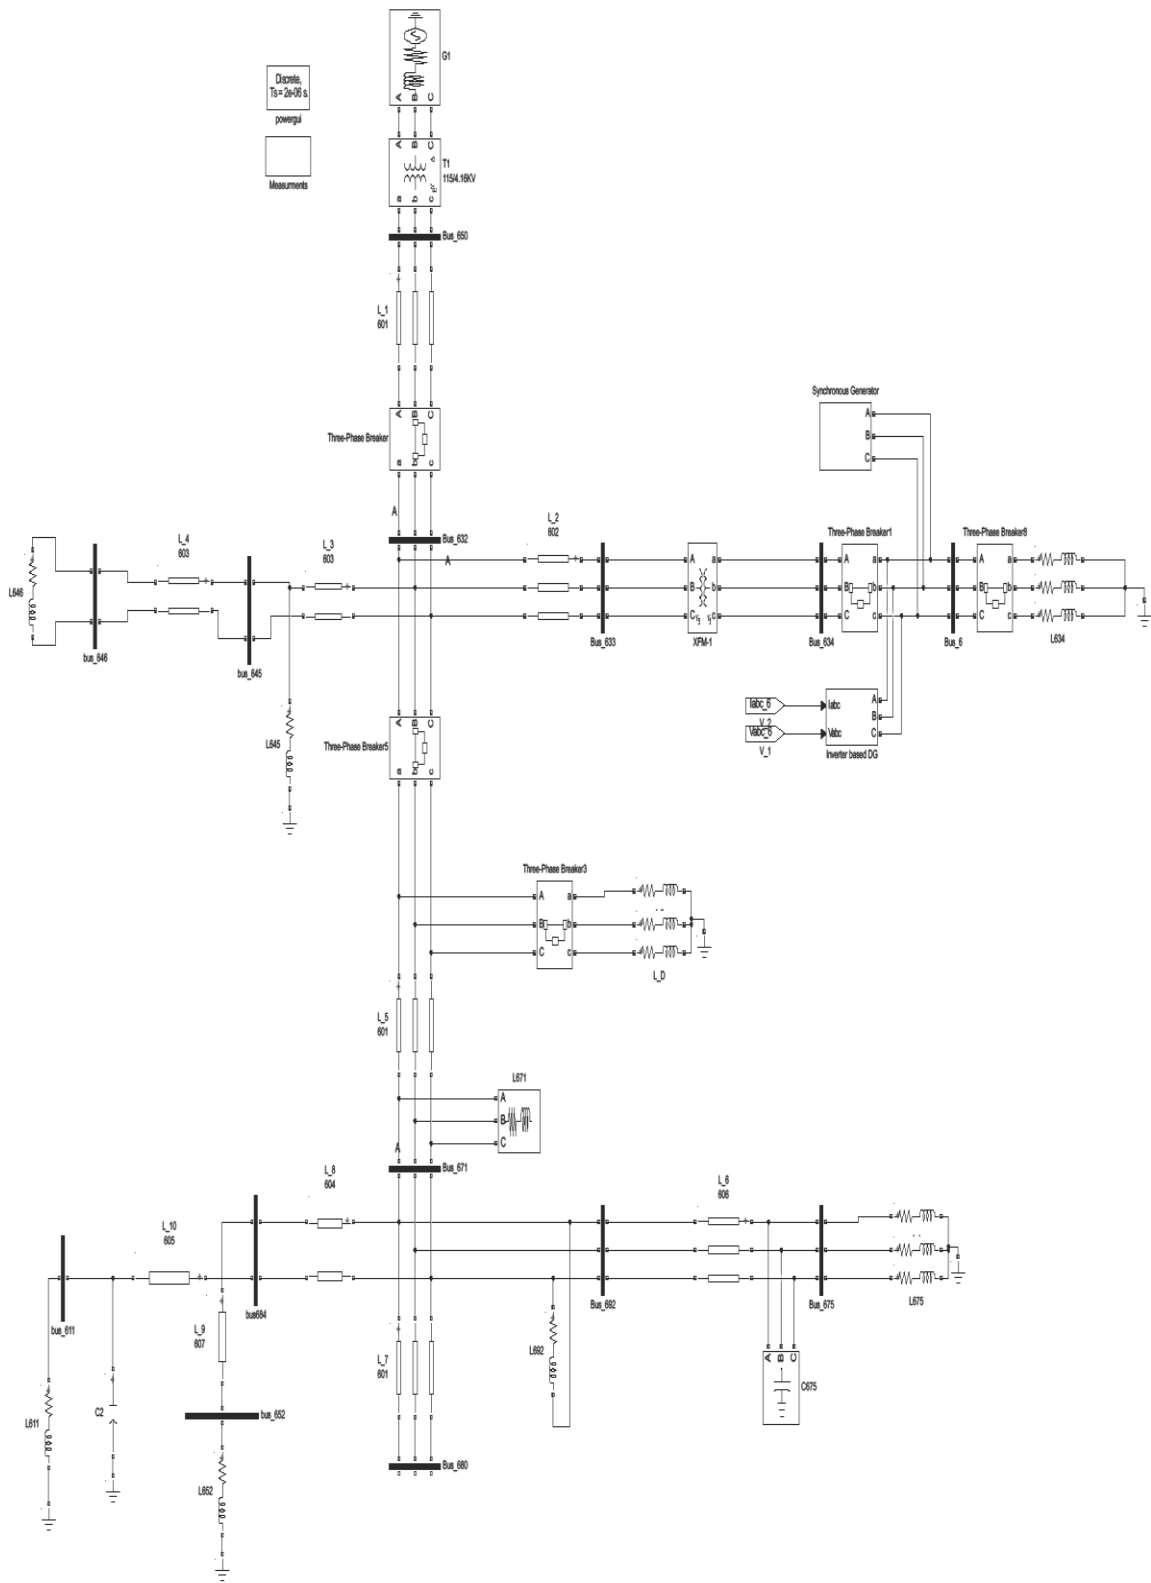 G1
Discrete,
Ts = 2e-06 s.
powergui
A B C
A B C
T1
115/4.16KV
Measurments
a b c
Bus_650
L_1
601
A B C
Three-Phase Breaker
a b c
Synchronous Generator
A
B
C
A
L_2
602
Bus_632
A
Three-Phase Breaker1
Three-Phase Breaker8
L_4
603
L_3
603
A a
B b
C c
A a
B b
C c
A a
B b
C c
L646
bus_646
bus_645
Bus_633
XFM-1
Bus_634
Bus_6
L634
L645
Iabc_6
V_2
Vabc_6
V_1
Iabc
Vabc
A
B
C
Inverter based DG
A B C
Three-Phase Breaker5
a b c
Three-Phase Breaker3
A a
B b
C c
L_D
L_5
601
L671
A
B
C
A
Bus_671
L_8
604
L_6
606
L_10
605
bus_611
bus684
Bus_692
Bus_675
L675
L_9
607
L_7
601
L692
A B C
C675
L611
C2
bus_652
Bus_680
L652